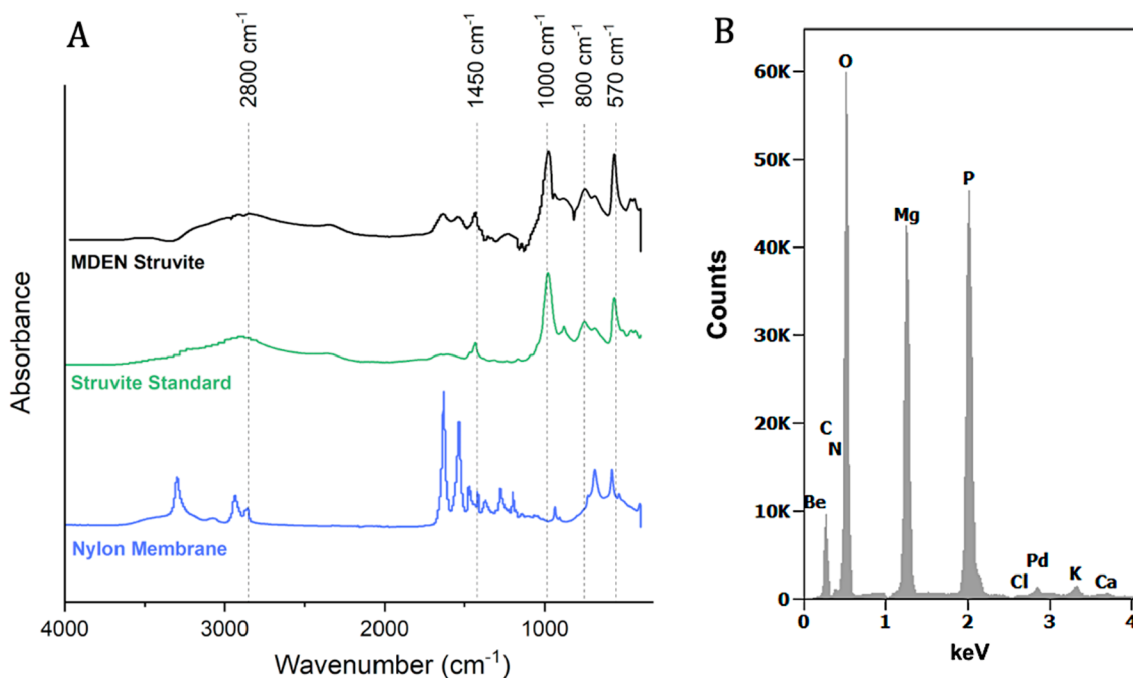 A
2800 cm⁻¹
1450 cm⁻¹
1000 cm⁻¹
800 cm⁻¹
570 cm⁻¹
Absorbance
MDEN Struvite
Struvite Standard
Nylon Membrane
4000 3000 2000 1000
Wavenumber (cm⁻¹)
B
Counts
60K
50K
40K
30K
20K
10K
0
O
P
Mg
C
N
Be
Cl
Pd
K
Ca
0 1 2 3 4
keV